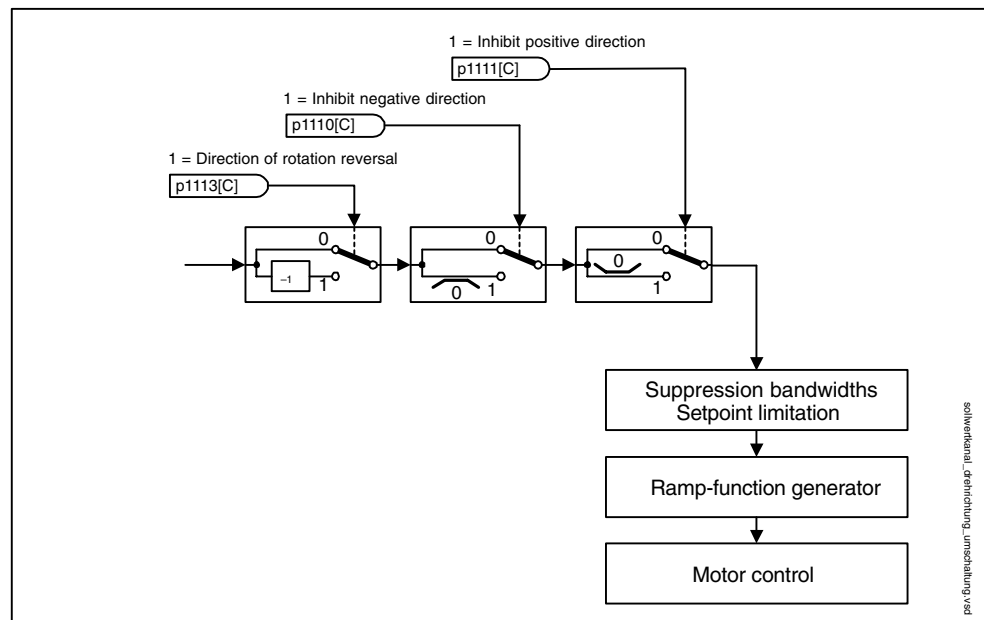 1 = Inhibit positive direction
p1111[C]
1 = Inhibit negative direction
p1110[C]
1 = Direction of rotation reversal
p1113[C]
0
–1
1
0
0
1
0
0
1
Suppression bandwidths
Setpoint limitation
Ramp-function generator
Motor control
sollwertkanal_drehrichtung_umschaltung.vsd